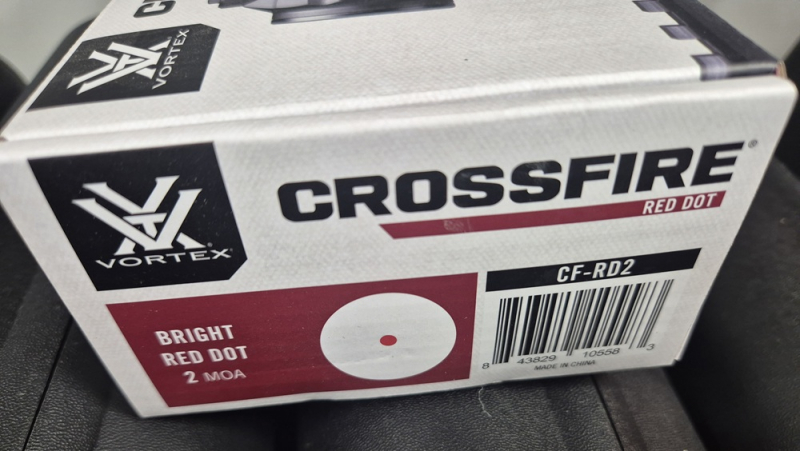 VORTEX
VORTEX®
CROSSFIRE®
RED DOT
BRIGHT
RED DOT
2 MOA
CF-RD2
8 43829 10558 3
MADE IN CHINA